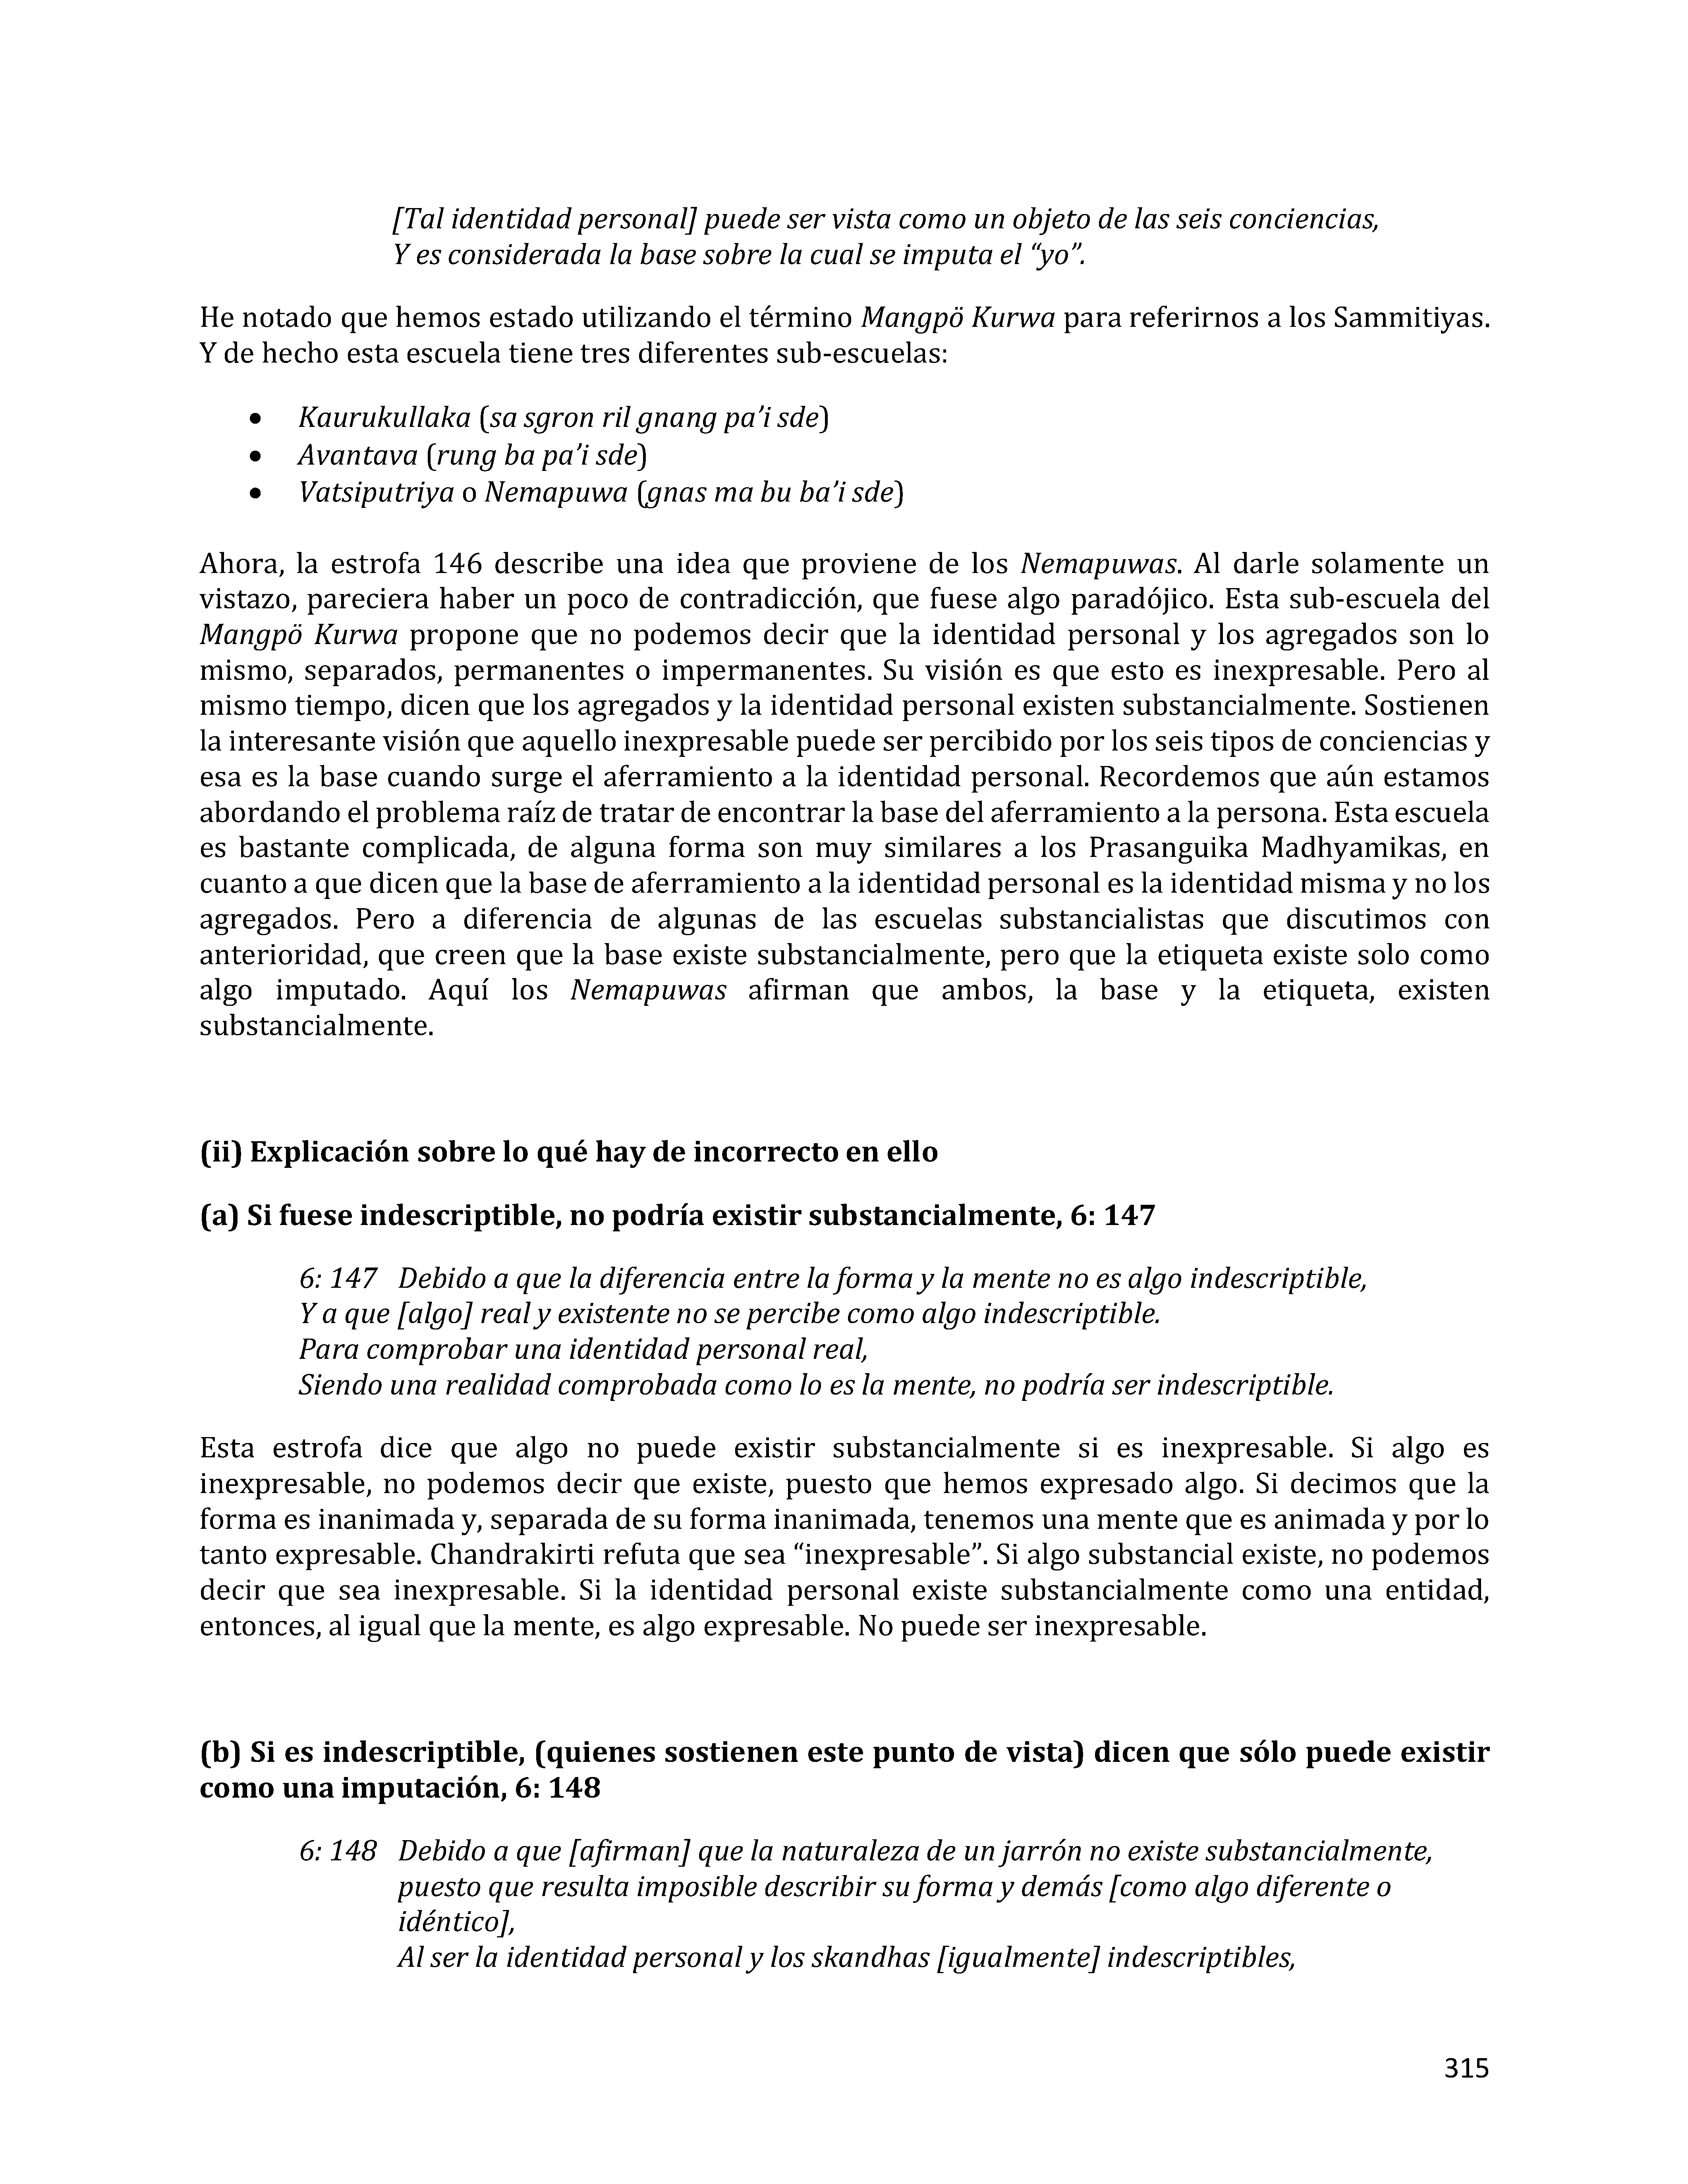 [Tal identidad personal] puede ser vista como un objeto de las seis conciencias,
Y es considerada la base sobre la cual se imputa el “yo”.
He notado que hemos estado utilizando el término Mangpö Kurwa para referirnos a los Sammitiyas.
Y de hecho esta escuela tiene tres diferentes sub-escuelas:
• Kaurukullaka (sa sgron ril gnang pa’i sde)
• Avantava (rung ba pa’i sde)
• Vatsiputriya o Nemapuwa (gnas ma bu ba’i sde)
Ahora, la estrofa 146 describe una idea que proviene de los Nemapuwas. Al darle solamente un
vistazo, pareciera haber un poco de contradicción, que fuese algo paradójico. Esta sub-escuela del
Mangpö Kurwa propone que no podemos decir que la identidad personal y los agregados son lo
mismo, separados, permanentes o impermanentes. Su visión es que esto es inexpresable. Pero al
mismo tiempo, dicen que los agregados y la identidad personal existen substancialmente. Sostienen
la interesante visión que aquello inexpresable puede ser percibido por los seis tipos de conciencias y
esa es la base cuando surge el aferramiento a la identidad personal. Recordemos que aún estamos
abordando el problema raíz de tratar de encontrar la base del aferramiento a la persona. Esta escuela
es bastante complicada, de alguna forma son muy similares a los Prasanguika Madhyamikas, en
cuanto a que dicen que la base de aferramiento a la identidad personal es la identidad misma y no los
agregados. Pero a diferencia de algunas de las escuelas substancialistas que discutimos con
anterioridad, que creen que la base existe substancialmente, pero que la etiqueta existe solo como
algo imputado. Aquí los Nemapuwas afirman que ambos, la base y la etiqueta, existen
substancialmente.
(ii) Explicación sobre lo qué hay de incorrecto en ello
(a) Si fuese indescriptible, no podría existir substancialmente, 6: 147
6: 147 Debido a que la diferencia entre la forma y la mente no es algo indescriptible,
Y a que [algo] real y existente no se percibe como algo indescriptible.
Para comprobar una identidad personal real,
Siendo una realidad comprobada como lo es la mente, no podría ser indescriptible.
Esta estrofa dice que algo no puede existir substancialmente si es inexpresable. Si algo es
inexpresable, no podemos decir que existe, puesto que hemos expresado algo. Si decimos que la
forma es inanimada y, separada de su forma inanimada, tenemos una mente que es animada y por lo
tanto expresable. Chandrakirti refuta que sea “inexpresable”. Si algo substancial existe, no podemos
decir que sea inexpresable. Si la identidad personal existe substancialmente como una entidad,
entonces, al igual que la mente, es algo expresable. No puede ser inexpresable.
(b) Si es indescriptible, (quienes sostienen este punto de vista) dicen que sólo puede existir
como una imputación, 6: 148
6: 148 Debido a que [afirman] que la naturaleza de un jarrón no existe substancialmente,
puesto que resulta imposible describir su forma y demás [como algo diferente o
idéntico],
Al ser la identidad personal y los skandhas [igualmente] indescriptibles,
315